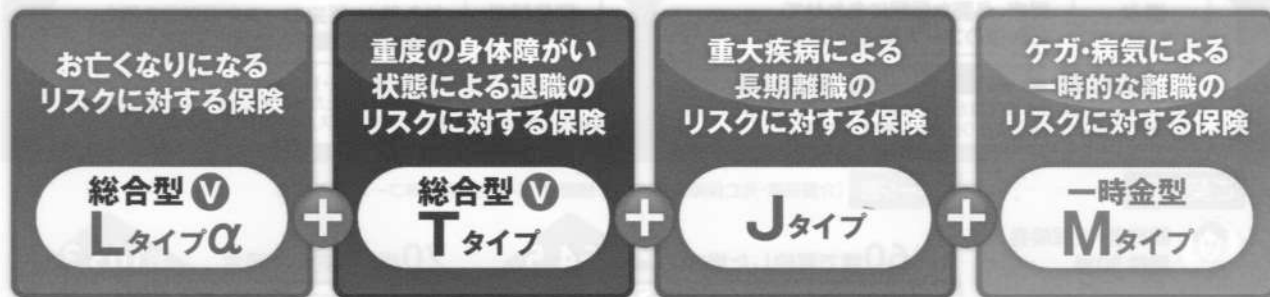 お亡くなりになる
リスクに対する保険
総合型 V
Lタイプα
+
重度の身体障がい
状態による退職の
リスクに対する保険
総合型 V
Tタイプ
+
重大疾病による
長期離職の
リスクに対する保険
Jタイプ
+
ケガ・病気による
一時的な離職の
リスクに対する保険
一時金型
Mタイプ